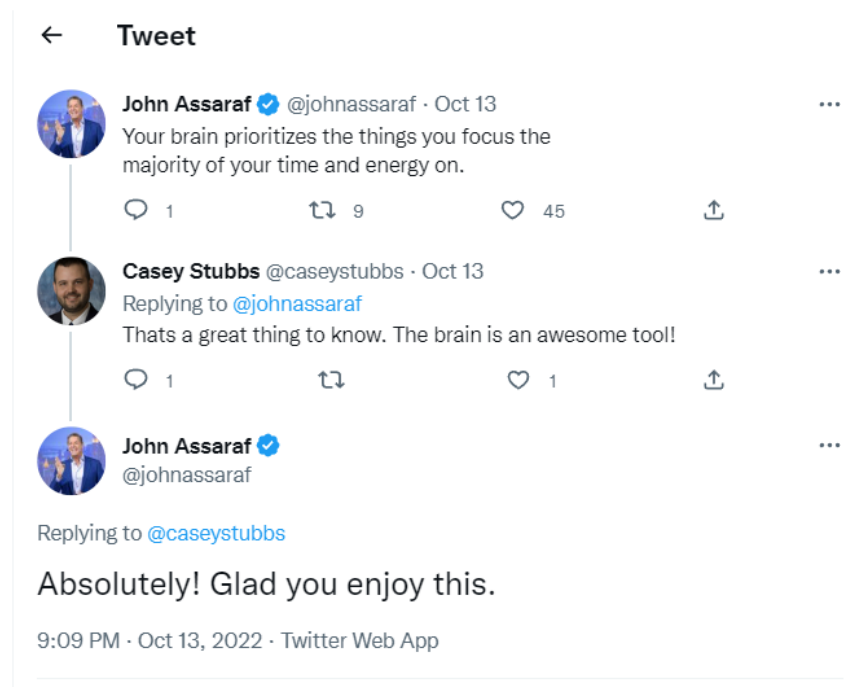 Tweet
John Assaraf @johnassaraf · Oct 13
Your brain prioritizes the things you focus the
majority of your time and energy on.
1 9 45
Casey Stubbs @caseystubbs · Oct 13
Replying to @johnassaraf
Thats a great thing to know. The brain is an awesome tool!
1 1
John Assaraf
@johnassaraf
Replying to @caseystubbs
Absolutely! Glad you enjoy this.
9:09 PM · Oct 13, 2022 · Twitter Web App